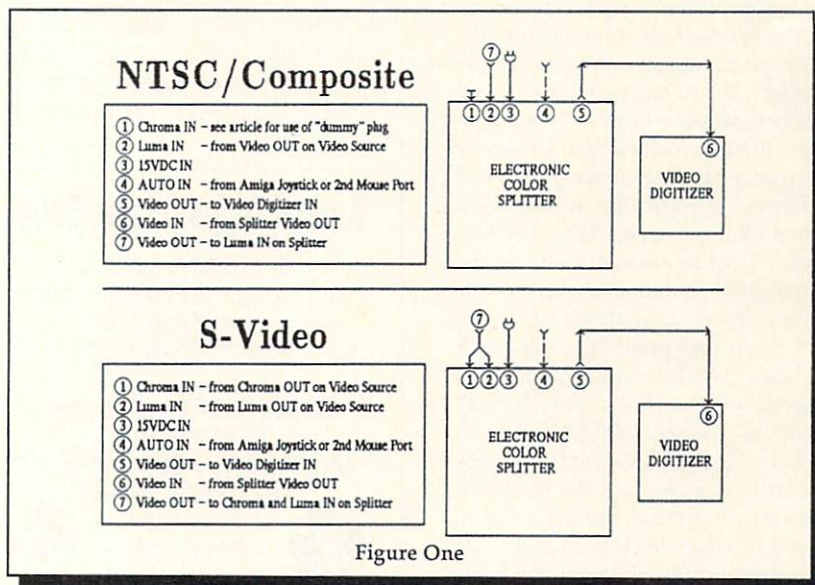 NTSC/Composite
① Chroma IN – see article for use of "dummy" plug
② Luma IN – from Video OUT on Video Source
③ 15VDC IN
④ AUTO IN – from Amiga Joystick or 2nd Mouse Port
⑤ Video OUT – to Video Digitizer IN
⑥ Video IN – from Splitter Video OUT
⑦ Video OUT – to Luma IN on Splitter
⑦
① ② ③ ④ ⑤
ELECTRONIC
COLOR
SPLITTER
⑥
VIDEO
DIGITIZER
S-Video
① Chroma IN – from Chroma OUT on Video Source
② Luma IN – from Luma OUT on Video Source
③ 15VDC IN
④ AUTO IN – from Amiga Joystick or 2nd Mouse Port
⑤ Video OUT – to Video Digitizer IN
⑥ Video IN – from Splitter Video OUT
⑦ Video OUT – to Chroma and Luma IN on Splitter
⑦
① ② ③ ④ ⑤
ELECTRONIC
COLOR
SPLITTER
⑥
VIDEO
DIGITIZER
Figure One